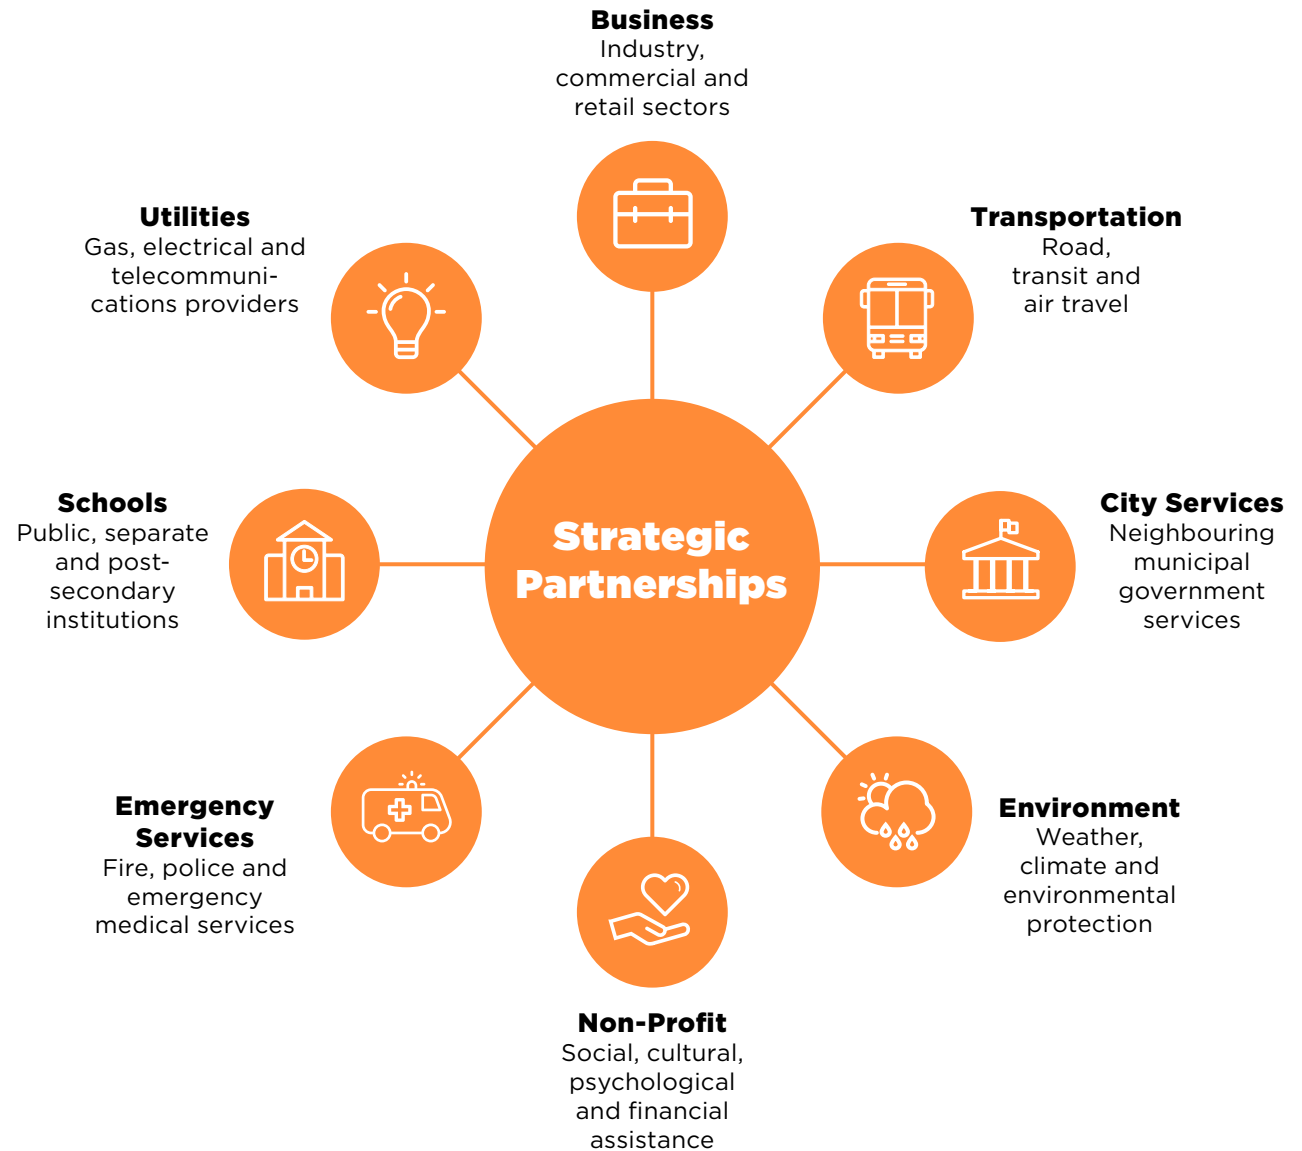 Business
Industry,
commercial and
retail sectors
Utilities
Gas, electrical and
telecommuni-
cations providers
Transportation
Road,
transit and
air travel
Schools
Public, separate
and post-
secondary
institutions
Strategic
Partnerships
City Services
Neighbouring
municipal
government
services
Emergency
Services
Fire, police and
emergency
medical services
Environment
Weather,
climate and
environmental
protection
Non-Profit
Social, cultural,
psychological
and financial
assistance